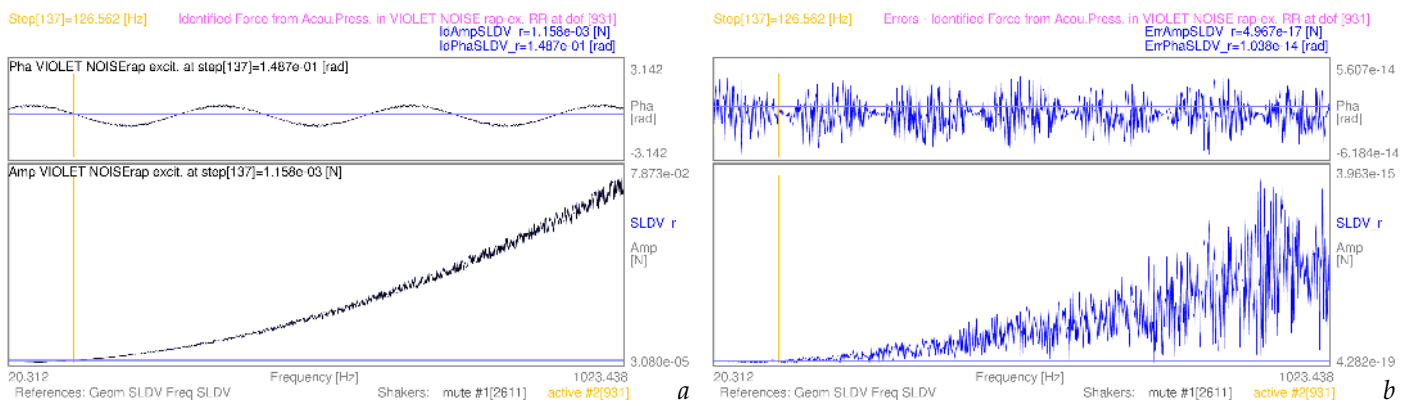 Step[137]=126.562 [Hz]
Identified Force from Acou.Press. in VIOLET NOISE rap ex. RR at dof [931]
IdAmpSLDV_r=1.158e-03 [N]
IdPhaSLDV_r=1.487e-01 [rad]
Pha VIOLET NOISErap excit. at step[137]=1.487e-01 [rad]
3.142
Pha
[rad]
-3.142
Amp VIOLET NOISErap excit. at step[137]=1.158e-03 [N]
7.873e-02
SLDV_r
Amp
[N]
3.080e-05
20.312
Frequency [Hz]
1023.438
References: Geom SLDV Freq SLDV
Shakers: mute #1[2611] active #2[931]
a
Step[137]=126.562 [Hz]
Errors - Identified Force from Acou.Press. in VIOLET NOISE rap ex. RR at dof [931]
ErrAmpSLDV_r=4.967e-17 [N]
ErrPhaSLDV_r=1.038e-14 [rad]
5.607e-14
Pha
[rad]
-6.184e-14
3.963e-15
SLDV_r
Amp
[N]
4.282e-19
20.312
Frequency [Hz]
1023.438
References: Geom SLDV Freq SLDV
Shakers: mute #1[2611] active #2[931]
b